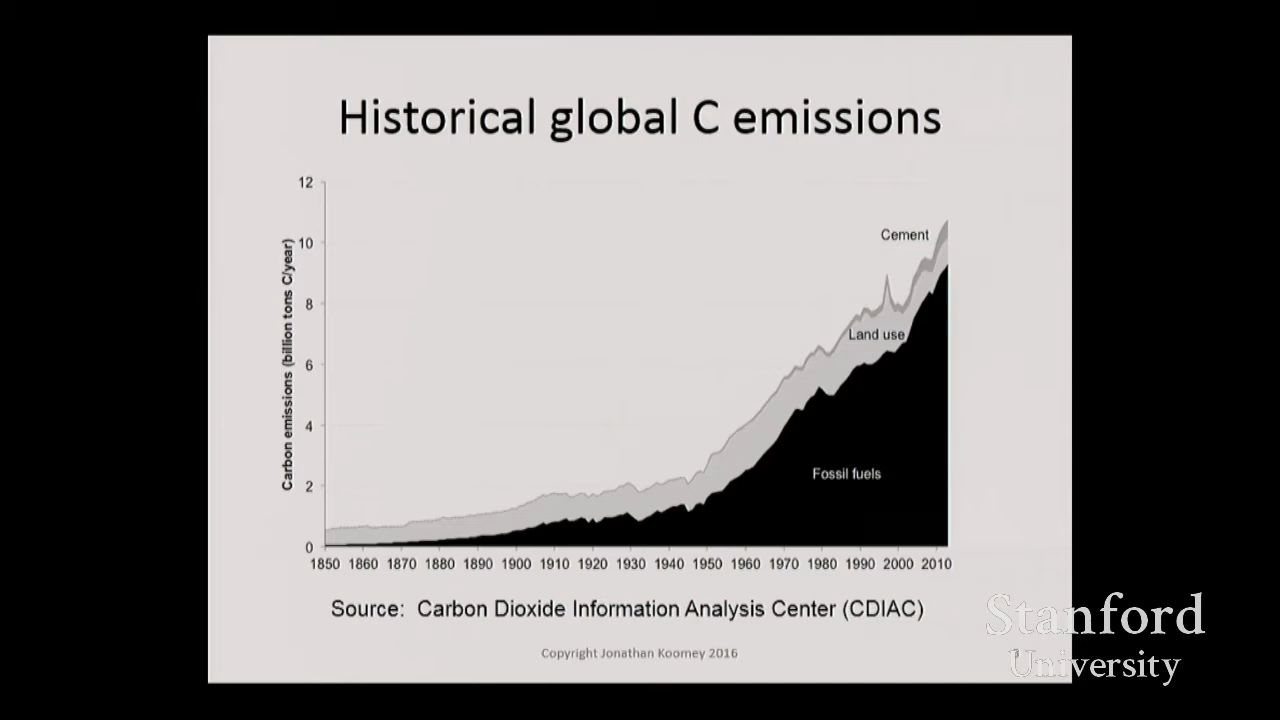 Historical global C emissions
Carbon emissions (billion tons C/year)
12
10
8
6
4
2
0
Cement
Land use
Fossil fuels
1850 1860 1870 1880 1890 1900 1910 1920 1930 1940 1950 1960 1970 1980 1990 2000 2010
Source: Carbon Dioxide Information Analysis Center (CDIAC)
Copyright Jonathan Koomey 2016
Stanford
University